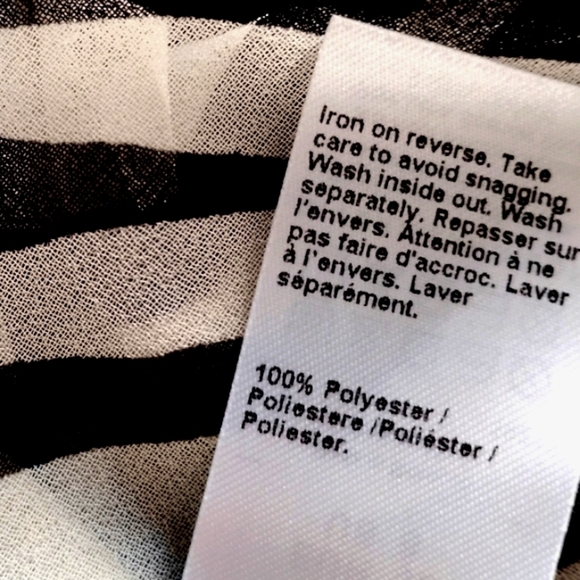 Iron on reverse. Take
care to avoid snagging.
Wash inside out. Wash
separately. Repasser sur
l'envers. Attention à ne
pas faire d'accroc. Laver
à l'envers. Laver
séparément.
100% Polyester /
Poliestere /Poliéster /
Poliester.